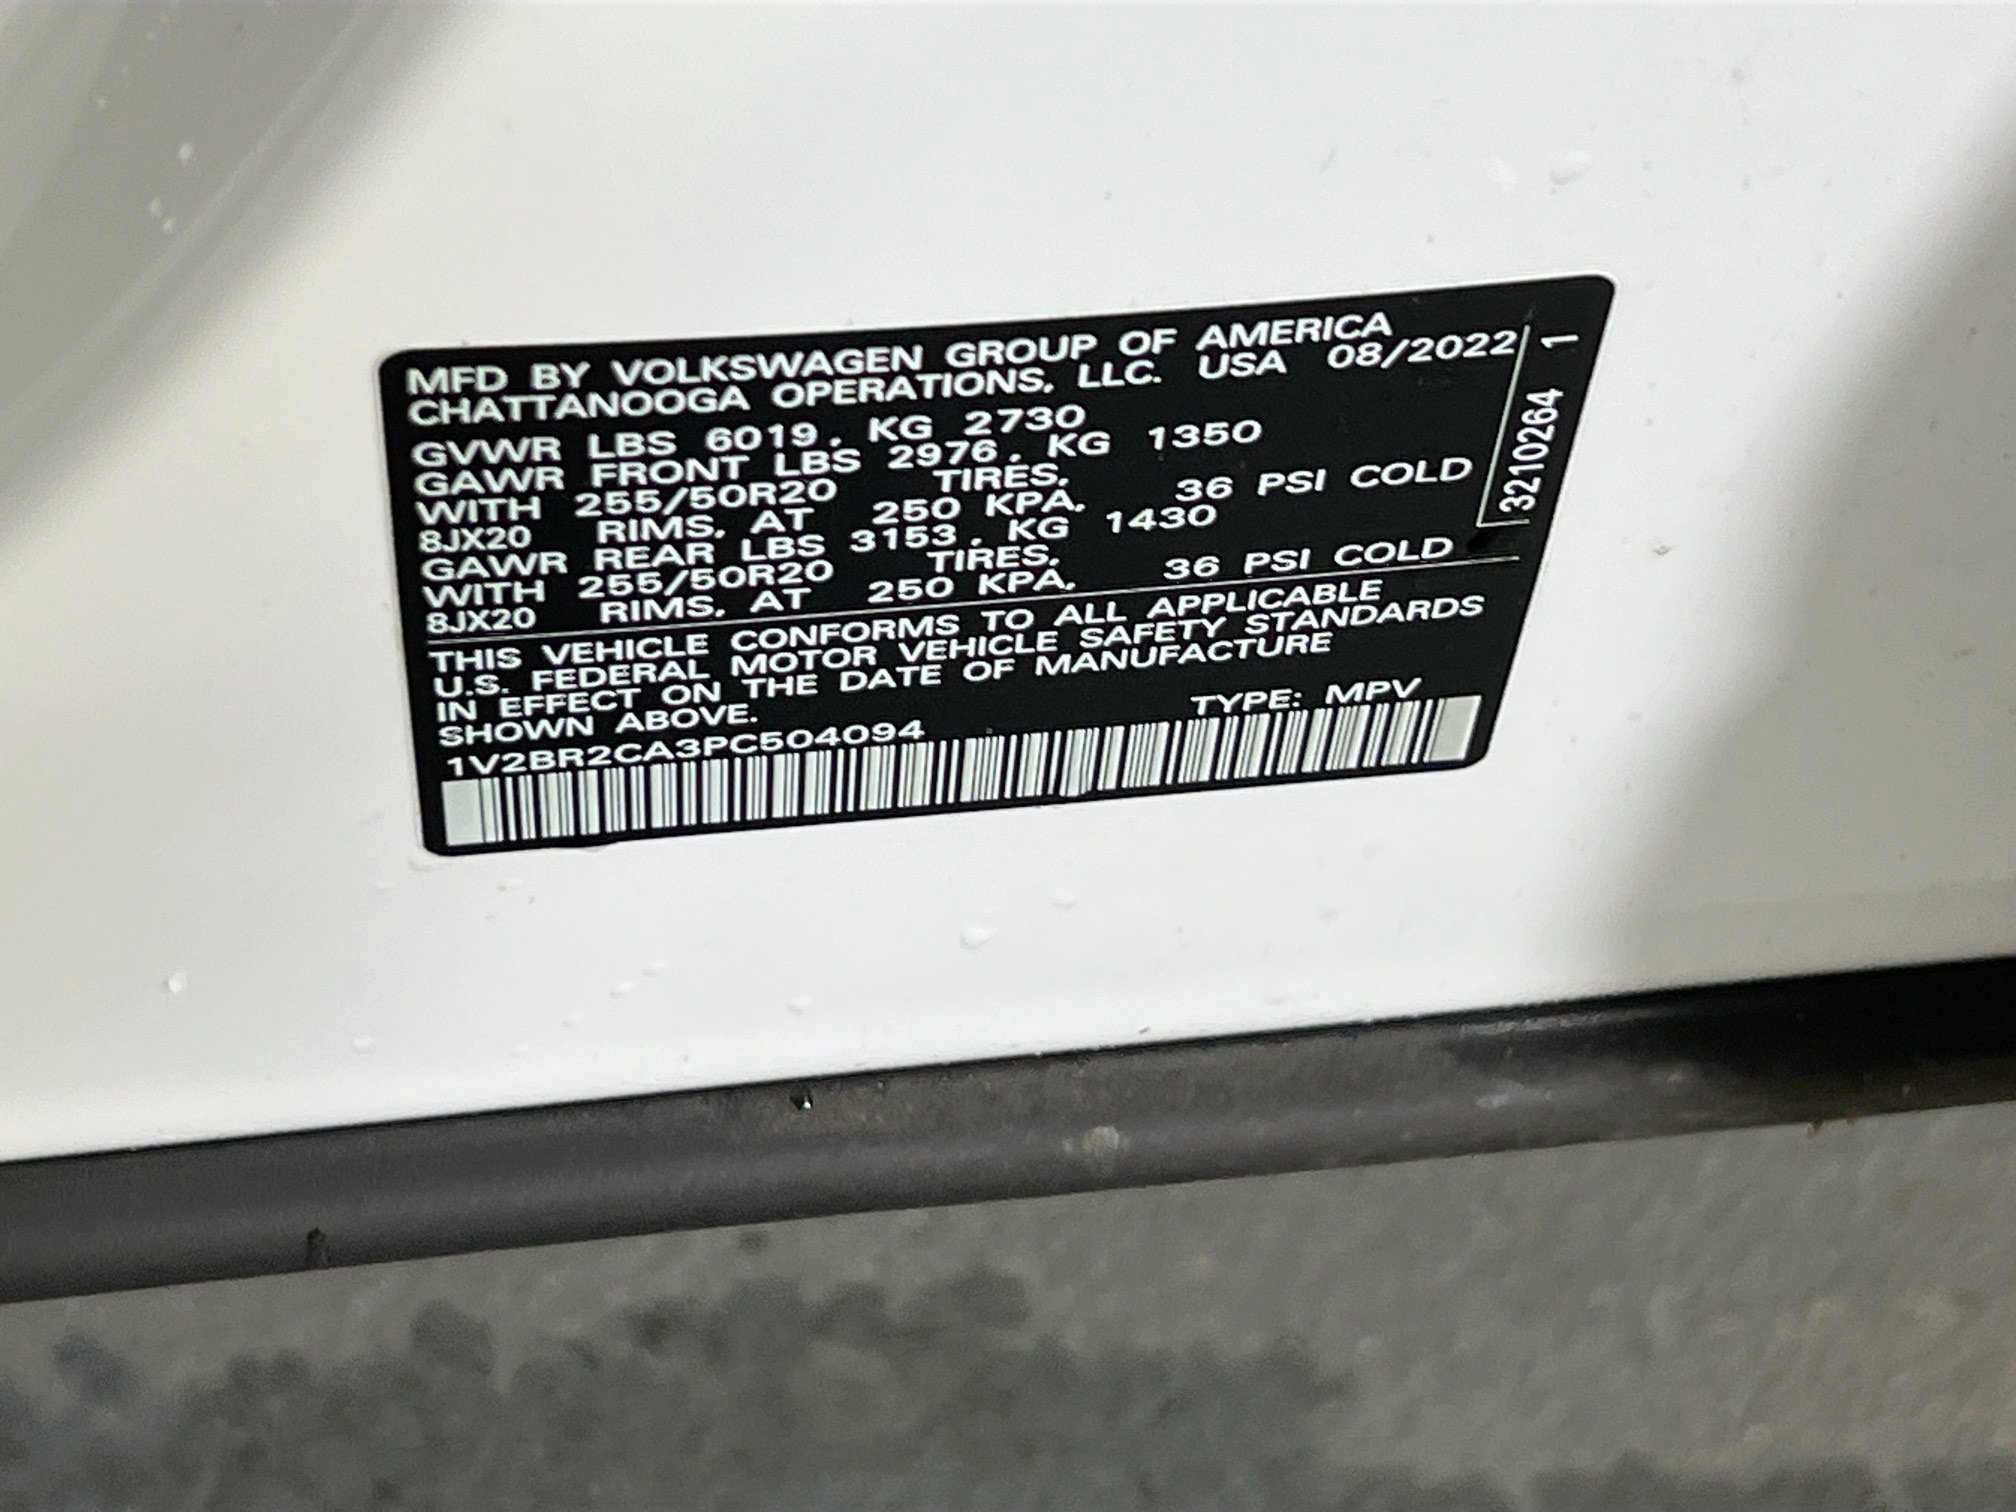 MFD BY VOLKSWAGEN GROUP OF AMERICA
CHATTANOOGA OPERATIONS, LLC. USA 08/2022
GVWR LBS 6019, KG 2730
GAWR FRONT LBS 2976, KG 1350
WITH 255/50R20 TIRES,
8JX20 RIMS, AT 250 KPA, 36 PSI COLD
GAWR REAR LBS 3153, KG 1430
WITH 255/50R20 TIRES,
8JX20 RIMS, AT 250 KPA, 36 PSI COLD
THIS VEHICLE CONFORMS TO ALL APPLICABLE
U.S. FEDERAL MOTOR VEHICLE SAFETY STANDARDS
IN EFFECT ON THE DATE OF MANUFACTURE
SHOWN ABOVE.
1V2BR2CA3PC504094 TYPE: MPV
3210264 1